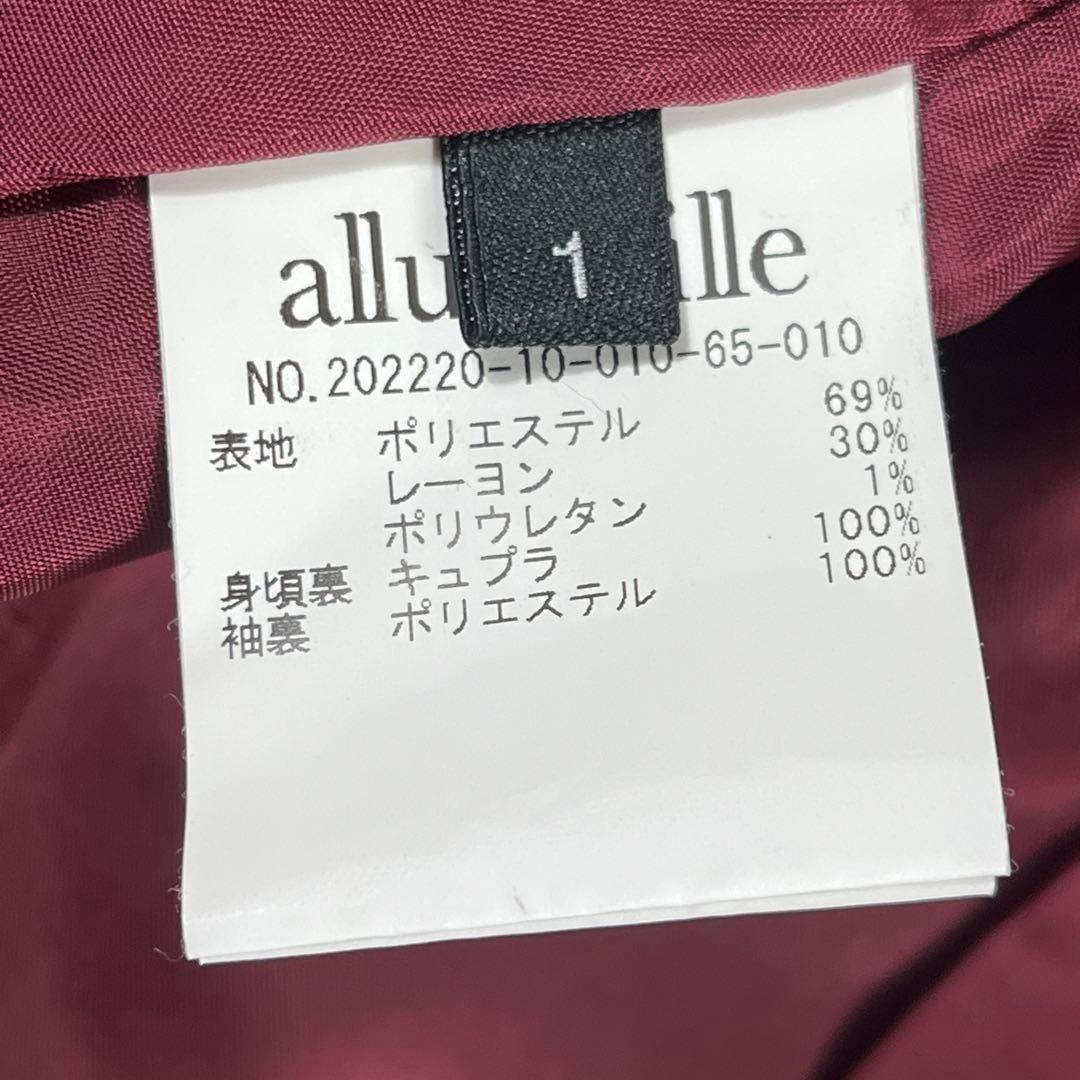 allu ille
1
NO.202220-10-010-65-010
表地 ポリエステル 69%
レーヨン 30%
ポリウレタン 1%
身頃裏 キュプラ 100%
袖裏 ポリエステル 100%